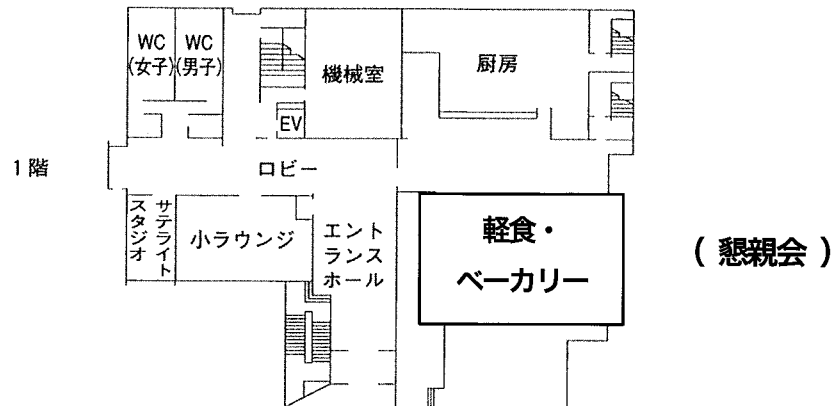 WC
(女子)
WC
(男子)
機械室
厨房
EV
1階
ロビー
サテライト
スタジオ
小ラウンジ
エント
ランス
ホール
軽食・
ベーカリー
(懇親会)